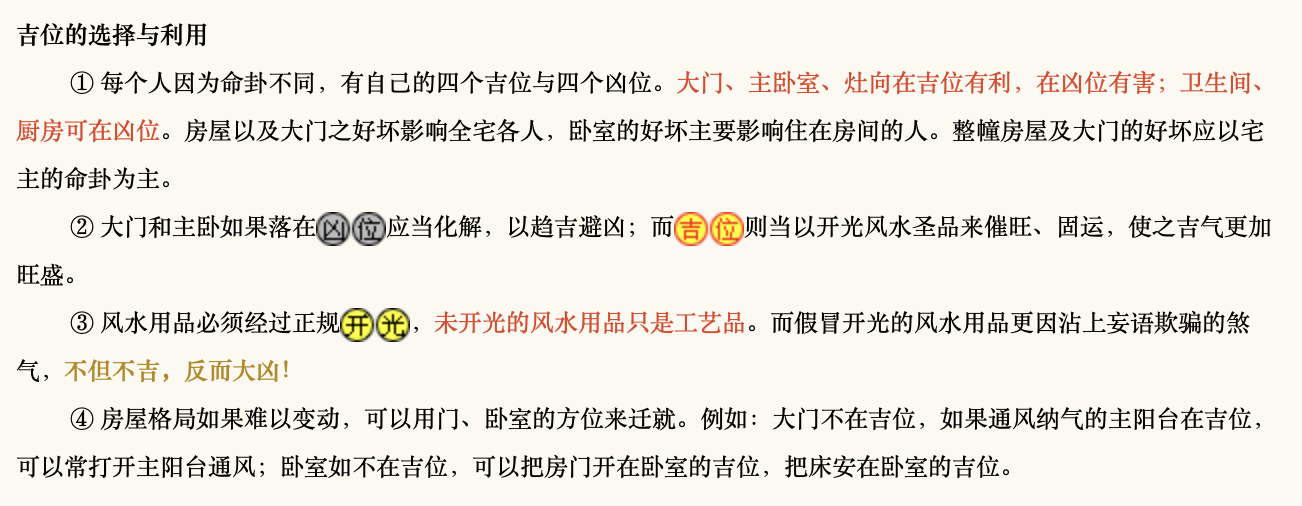 吉位的选择与利用
① 每个人因为命卦不同，有自己的四个吉位与四个凶位。大门、主卧室、灶向在吉位有利，在凶位有害；卫生间、
厨房可在凶位。房屋以及大门之好坏影响全宅各人，卧室的好坏主要影响住在房间的人。整幢房屋及大门的好坏应以宅
主的命卦为主。
② 大门和主卧如果落在凶位应当化解，以趋吉避凶；而吉位则当以开光风水圣品来催旺、固运，使之吉气更加
旺盛。
③ 风水用品必须经过正规开光，未开光的风水用品只是工艺品。而假冒开光的风水用品更因沾上妄语欺骗的煞
气，不但不吉，反而大凶！
④ 房屋格局如果难以变动，可以用门、卧室的方位来迁就。例如：大门不在吉位，如果通风纳气的主阳台在吉位，
可以常打开主阳台通风；卧室如不在吉位，可以把房门开在卧室的吉位，把床安在卧室的吉位。